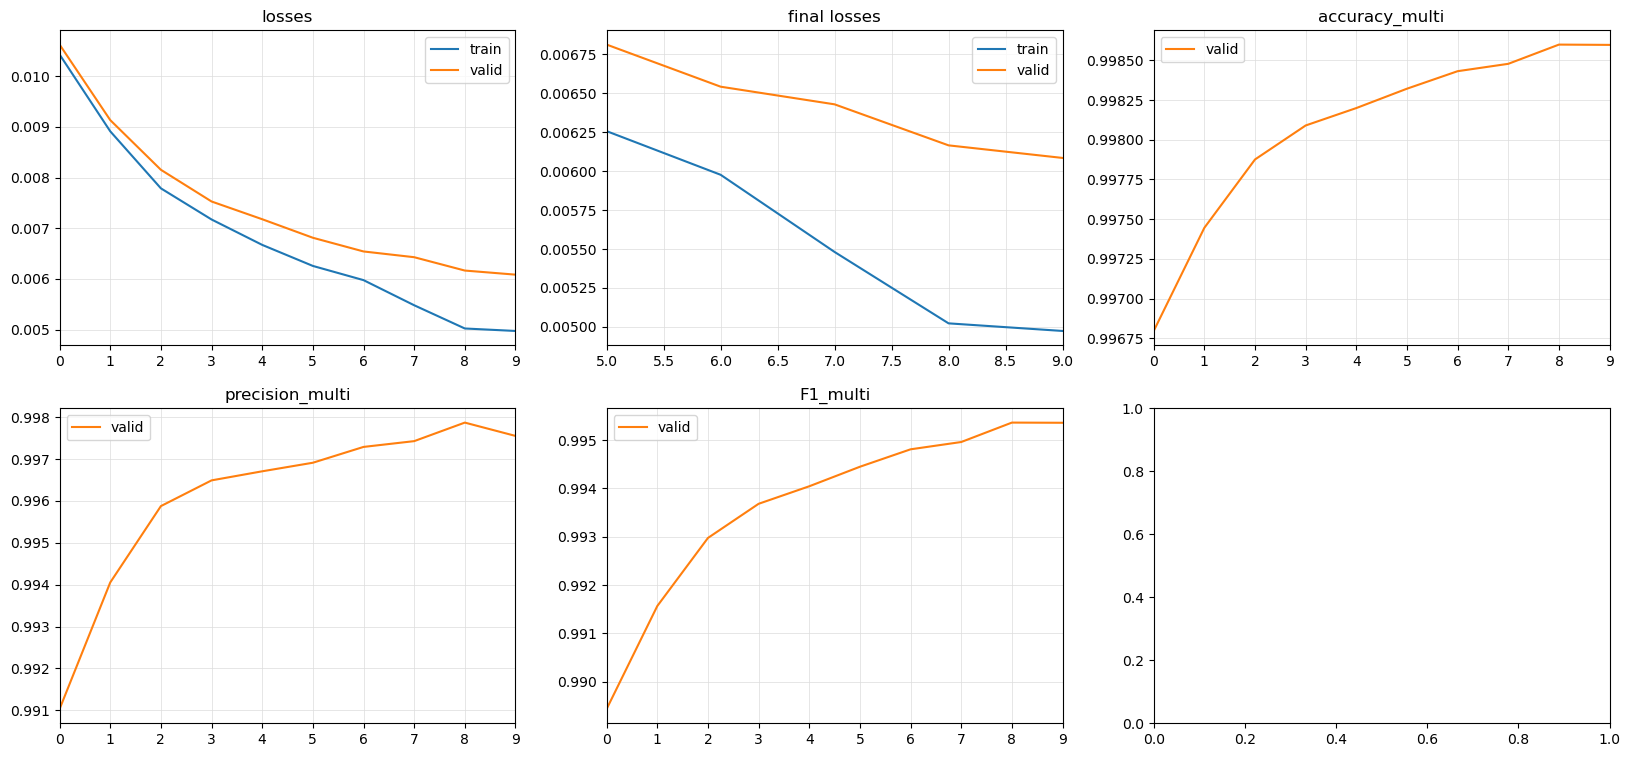 losses
train
valid
0.010
0.009
0.008
0.007
0.006
0.005
0 1 2 3 4 5 6 7 8 9
final losses
train
valid
0.00675
0.00650
0.00625
0.00600
0.00575
0.00550
0.00525
0.00500
5.0 5.5 6.0 6.5 7.0 7.5 8.0 8.5 9.0
accuracy_multi
valid
0.99850
0.99825
0.99800
0.99775
0.99750
0.99725
0.99700
0.99675
0 1 2 3 4 5 6 7 8 9
precision_multi
valid
0.998
0.997
0.996
0.995
0.994
0.993
0.992
0.991
0 1 2 3 4 5 6 7 8 9
F1_multi
valid
0.995
0.994
0.993
0.992
0.991
0.990
0 1 2 3 4 5 6 7 8 9
1.0
0.8
0.6
0.4
0.2
0.0
0.0 0.2 0.4 0.6 0.8 1.0